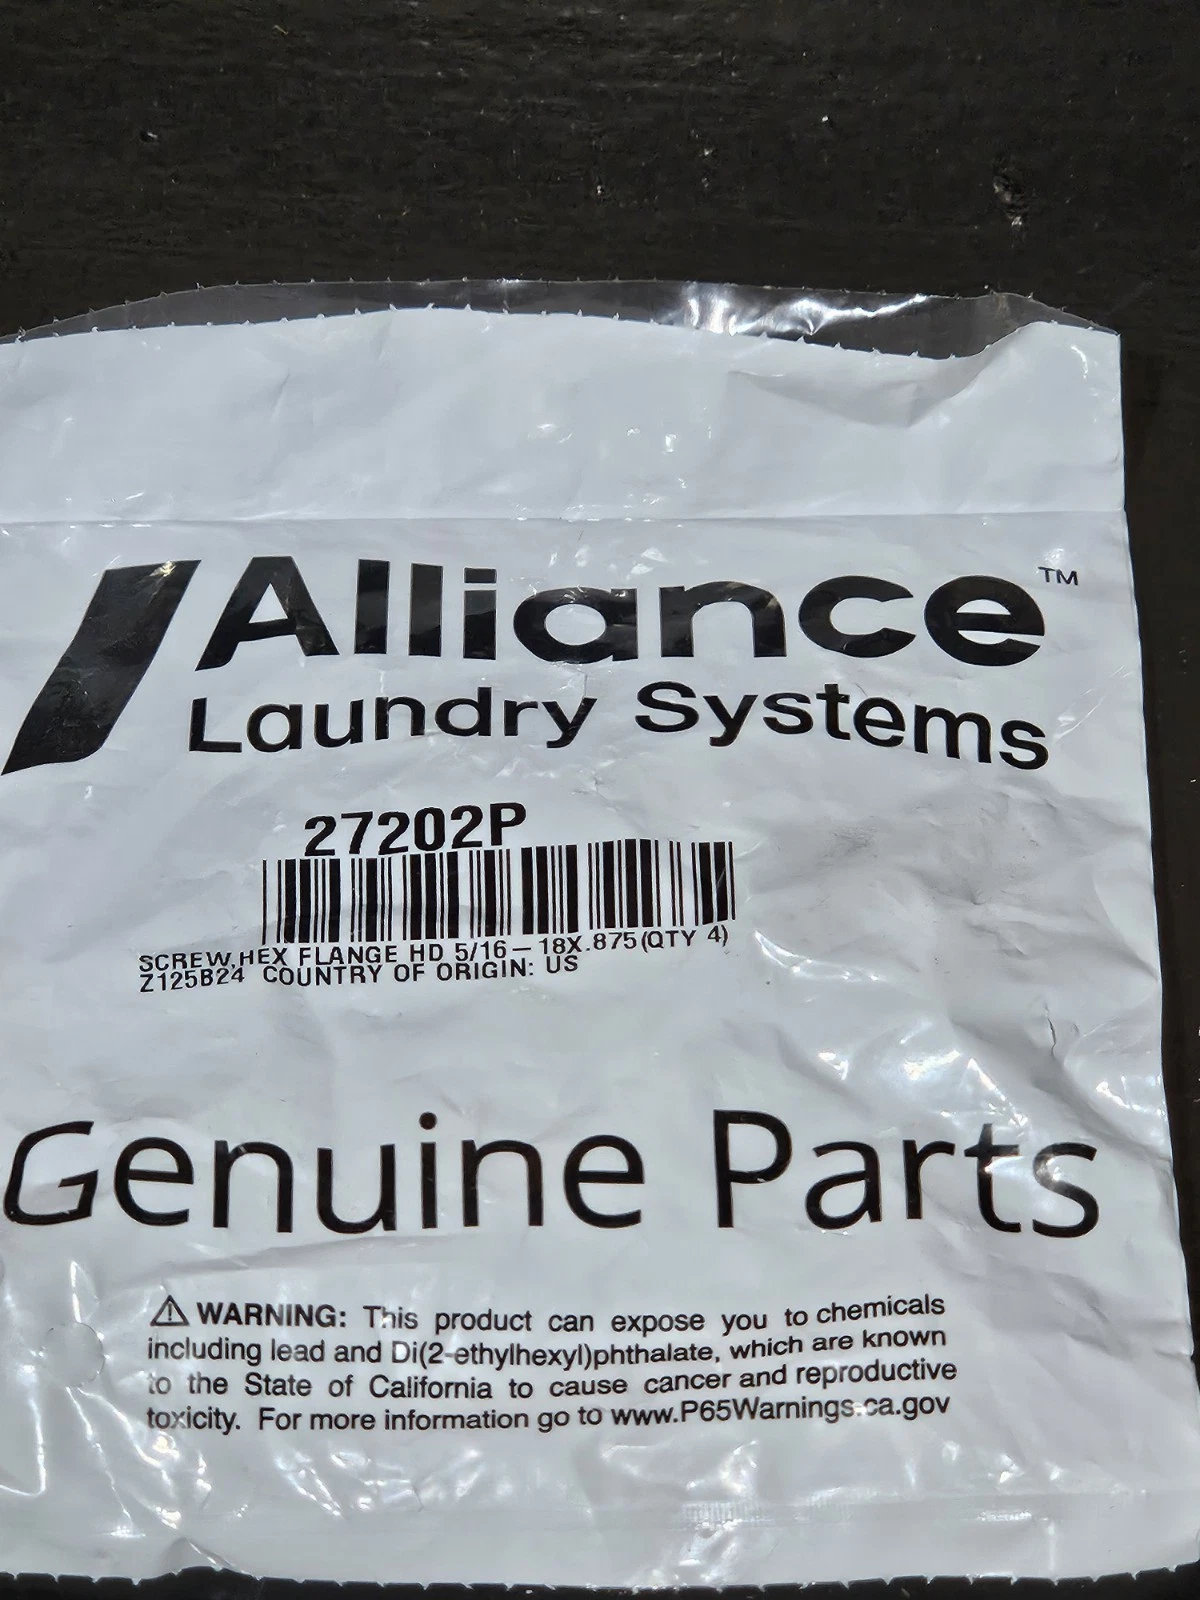 Alliance™
Laundry Systems
27202P
SCREW,HEX FLANGE HD 5/16-18X.875(QTY 4)
Z125B24 COUNTRY OF ORIGIN: US
Genuine Parts
⚠ WARNING: This product can expose you to chemicals
including lead and Di(2-ethylhexyl)phthalate, which are known
to the State of California to cause cancer and reproductive
toxicity. For more information go to www.P65Warnings.ca.gov